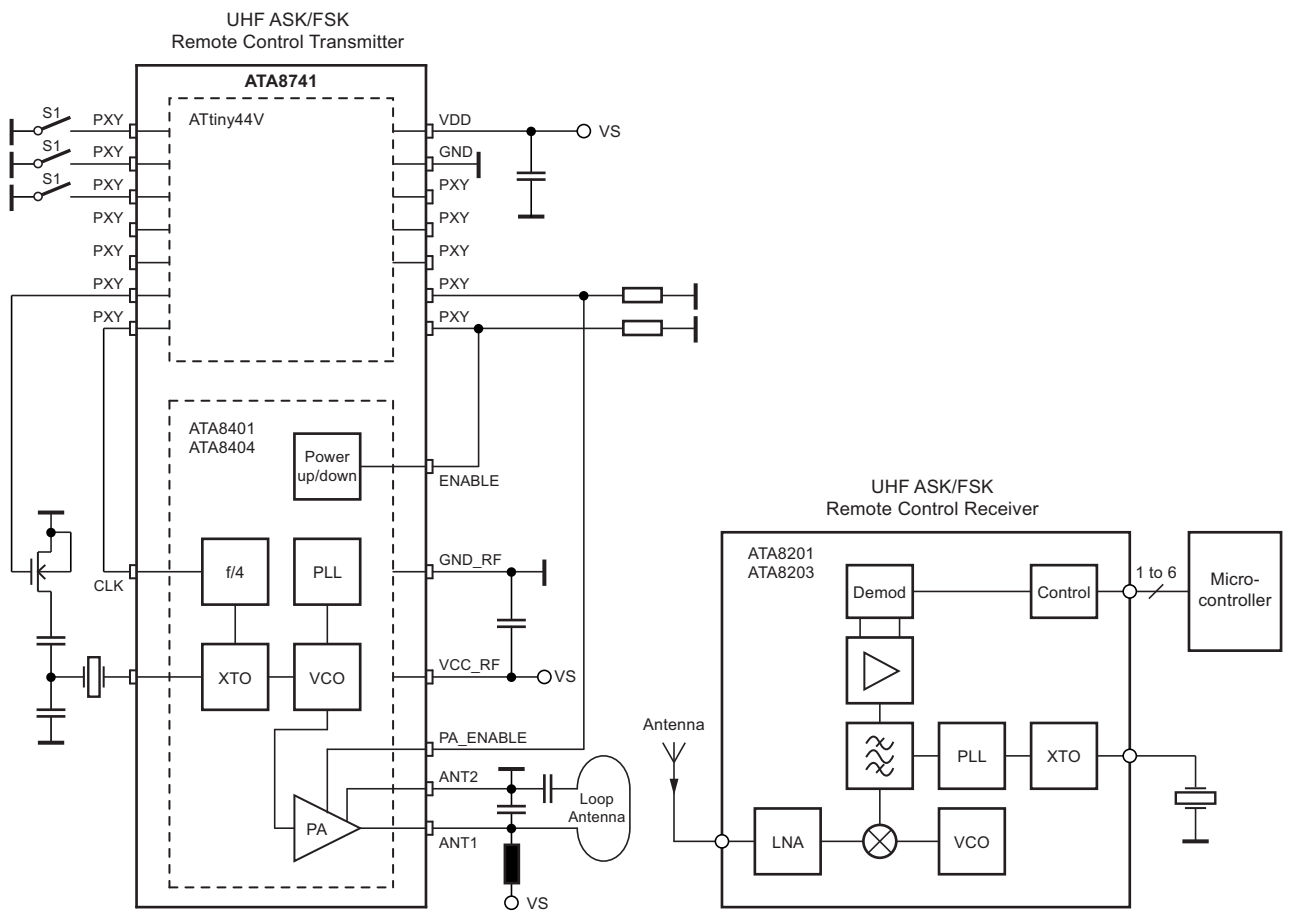 UHF ASK/FSK
Remote Control Transmitter
ATA8741
ATtiny44V
S1
PXY
S1
PXY
S1
PXY
PXY
PXY
PXY
PXY
VDD
VS
GND
PXY
PXY
PXY
PXY
PXY
ATA8401
ATA8404
Power
up/down
ENABLE
f/4
PLL
CLK
GND_RF
XTO
VCO
VCC_RF
VS
PA_ENABLE
ANT2
Loop
Antenna
PA
ANT1
VS
UHF ASK/FSK
Remote Control Receiver
ATA8201
ATA8203
Demod
Control
1 to 6
Micro-
controller
Antenna
PLL
XTO
LNA
VCO